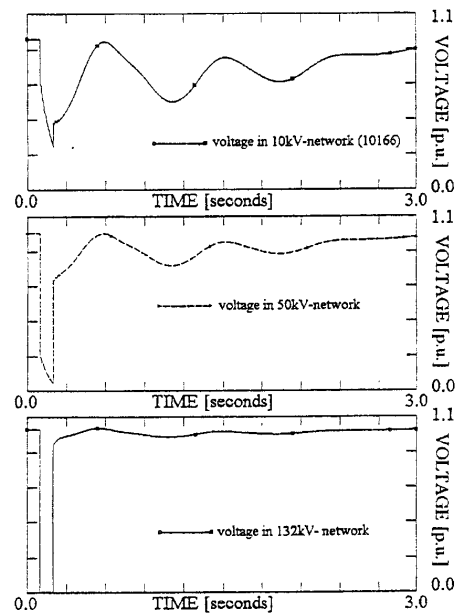 1.1
VOLTAGE [p.u.]
voltage in 10kV-network (10166)
0.0
0.0
TIME [seconds]
3.0
1.1
VOLTAGE [p.u.]
voltage in 50kV-network
0.0
0.0
TIME [seconds]
3.0
1.1
VOLTAGE [p.u.]
voltage in 132kV- network
0.0
0.0
TIME [seconds]
3.0